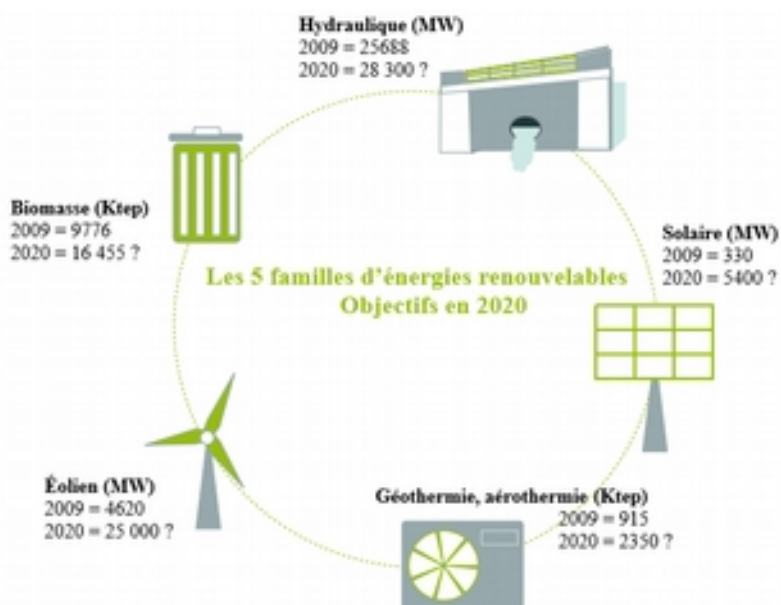 Hydraulique (MW)
2009 = 25688
2020 = 28 300 ?
Biomasse (Ktep)
2009 = 9776
2020 = 16 455 ?
Solaire (MW)
2009 = 330
2020 = 5400 ?
Les 5 familles d’énergies renouvelables
Objectifs en 2020
Éolien (MW)
2009 = 4620
2020 = 25 000 ?
Géothermie, aérothermie (Ktep)
2009 = 915
2020 = 2350 ?